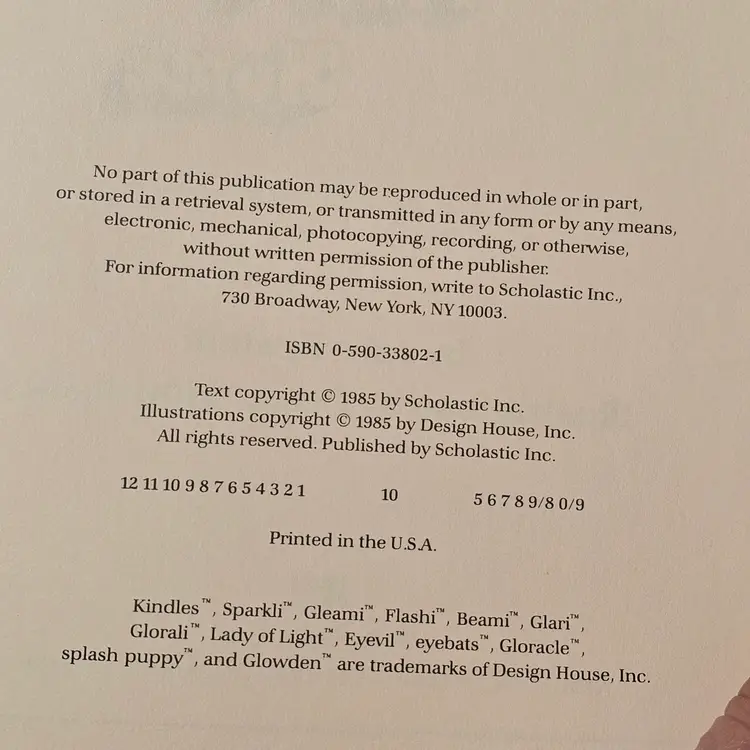 No part of this publication may be reproduced in whole or in part,
or stored in a retrieval system, or transmitted in any form or by any means,
electronic, mechanical, photocopying, recording, or otherwise,
without written permission of the publisher.
For information regarding permission, write to Scholastic Inc.,
730 Broadway, New York, NY 10003.
ISBN 0-590-33802-1
Text copyright © 1985 by Scholastic Inc.
Illustrations copyright © 1985 by Design House, Inc.
All rights reserved. Published by Scholastic Inc.
12 11 10 9 8 7 6 5 4 3 2 1 10 5 6 7 8 9/8 0/9
Printed in the U.S.A.
Kindles™, Sparkli™, Gleami™, Flashi™, Beami™, Glari™,
Glorali™, Lady of Light™, Eyevil™, eyebats™, Gloracle™,
splash puppy™, and Glowden™ are trademarks of Design House, Inc.